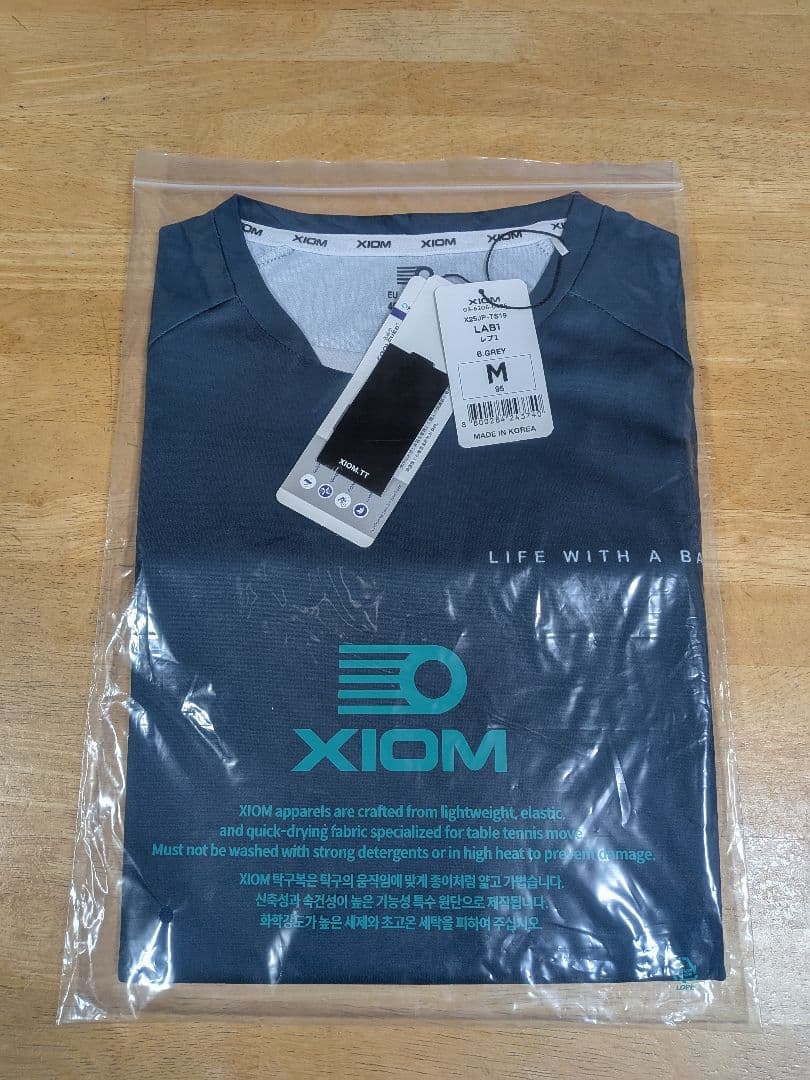 XIOM XIOM XIOM XIOM
EU
XIOM
X25JP-TS19
LAB1
レブ1
B.GREY
M
95
MADE IN KOREA
XIOM.TT
LIFE WITH A BA
XIOM
XIOM apparels are crafted from lightweight, elastic,
and quick-drying fabric specialized for table tennis move
Must not be washed with strong detergents or in high heat to prevent damage.
XIOM 탁구복은 탁구의 움직임에 맞게 종이처럼 얇고 가볍습니다.
신축성과 속건성이 높은 기능성 특수 원단으로 제작됩니다.
화학강도가 높은 세제와 초고온 세탁을 피하여 주십시오.
LDPE